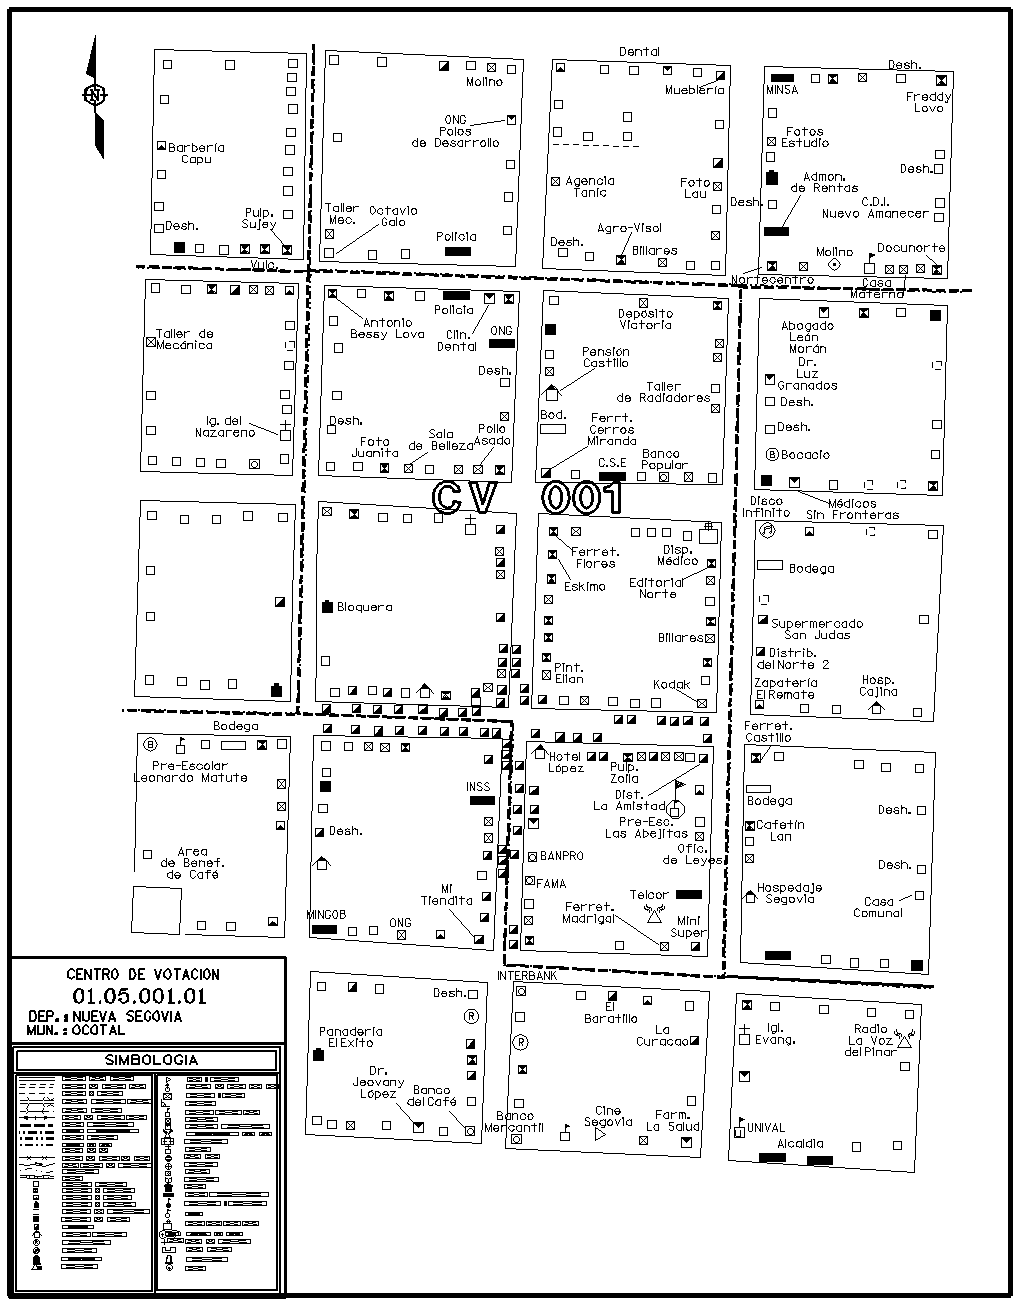 Dental
Desh.
Molino
Mueblería
MINSA
Freddy
Lovo
N
ONG
Polos
de Desarrollo
Fotos
Estudio
Barbería
Capu
Agencia
Tanic
Foto
Lau
Desh.
Admon.
de Rentas
Desh.
C.D.I.
Nuevo Amanecer
Taller
Mec.
Octavio
Galo
Pulp.
Sujey
Desh.
Policia
Agro-Visol
Desh.
Billares
Molino
Docunorte
Vulc.
Nortecentro
Casa
Materna
Policia
Antonio
Bessy Lova
Clin.
Dental
ONG
Deposito
Victoria
Abogado
León
Morán
Taller de
Mecánica
Pensión
Castillo
Dr.
Luz
Granados
Desh.
Taller
de Radiadores
Desh.
Ig. del
Nazareno
Desh.
Bod.
Ferrt.
Cerros
Miranda
Desh.
Foto
Juanita
Sala
de Belleza
Pollo
Asado
C.S.E
Banco
Popular
B
Bocacio
CV 001
Disco
Infinito
Médicos
Sin Fronteras
Ferret.
Flores
Disp.
Médico
Bodega
Eskimo
Editorial
Norte
Bloquera
Supermercado
San Judas
Billares
Distrib.
del Norte 2
Pint.
Elian
Kodak
Zapatería
El Remate
Hosp.
Cajina
Bodega
Ferret.
Castillo
B
Pre-Escolar
Leonardo Matute
Hotel
López
Pulp.
Zoila
INSS
Dist.
La Amistad
Bodega
Desh.
Desh.
Pre-Esc.
Las Abejitas
Cafetín
Lan
Area
de Benef.
de Café
BANPRO
Ofic.
de Leyes
Desh.
FAMA
Mi
Tiendita
Telcor
Hospedaje
Segovia
Casa
Comunal
MINGOB
ONG
Ferret.
Madrigal
Mini
Super
INTERBANK
CENTRO DE VOTACION
01.05.001.01
DEP.: NUEVA SEGOVIA
MUN.: OCOTAL
Desh.
R
El
Baratillo
Panadería
El Exito
R
La
Curacao
Igl.
Evang.
Radio
La Voz
del Pinar
SIMBOLOGIA
Dr.
Jeovany
López
Banco
del Café
Banco
Mercantil
Cine
Segovia
Farm.
La Salud
UNIVAL
Alcaldia